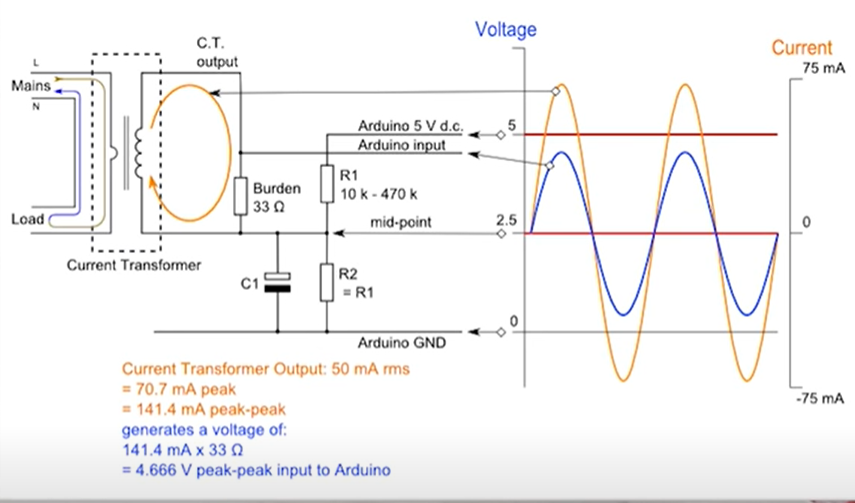 Voltage
Current
75 mA
C.T.
output
L
Mains
N
Arduino 5 V d.c.
5
Arduino input
R1
10 k - 470 k
Burden
33 Ω
mid-point
2.5
0
Load
Current Transformer
C1
R2
= R1
0
Arduino GND
-75 mA
Current Transformer Output: 50 mA rms
= 70.7 mA peak
= 141.4 mA peak-peak
generates a voltage of:
141.4 mA x 33 Ω
= 4.666 V peak-peak input to Arduino